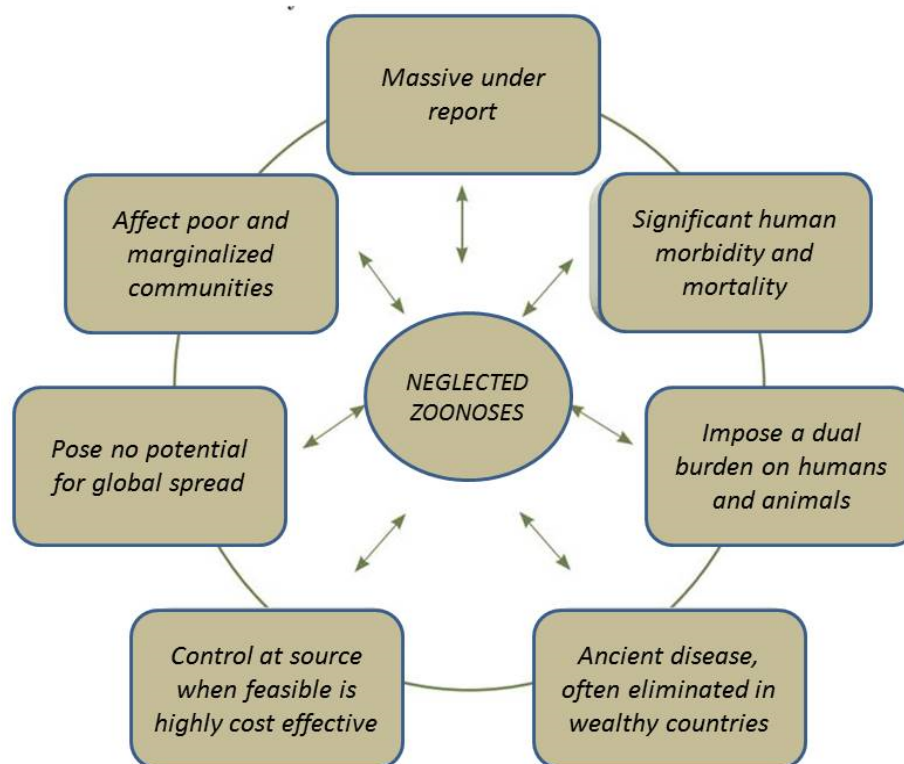 Massive under
report
Affect poor and
marginalized
communities
Significant human
morbidity and
mortality
NEGLECTED
ZOONOSES
Pose no potential
for global spread
Impose a dual
burden on humans
and animals
Control at source
when feasible is
highly cost effective
Ancient disease,
often eliminated in
wealthy countries